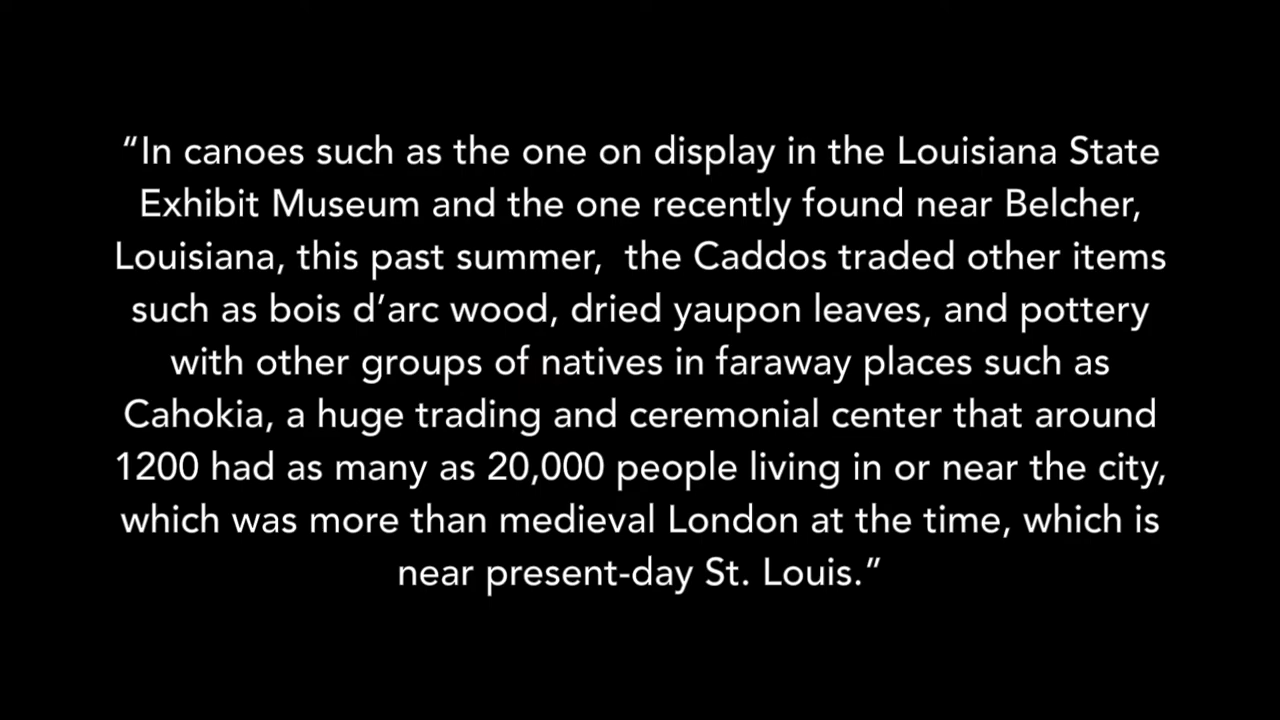 “In canoes such as the one on display in the Louisiana State
Exhibit Museum and the one recently found near Belcher,
Louisiana, this past summer,  the Caddos traded other items
such as bois d’arc wood, dried yaupon leaves, and pottery
with other groups of natives in faraway places such as
Cahokia, a huge trading and ceremonial center that around
1200 had as many as 20,000 people living in or near the city,
which was more than medieval London at the time, which is
near present-day St. Louis.”